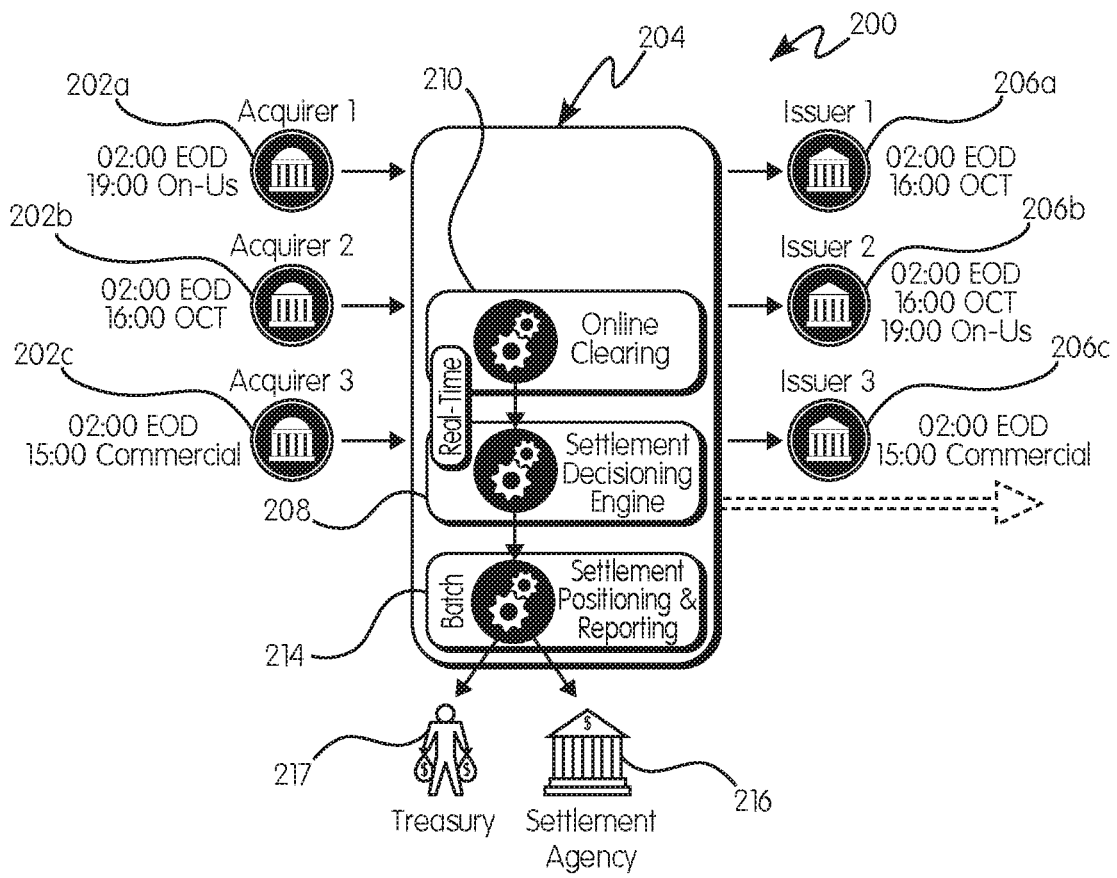 200
204
210
202a
206a
Acquirer 1
Issuer 1
02:00 EOD
19:00 On-Us
02:00 EOD
16:00 OCT
202b
206b
Acquirer 2
Issuer 2
02:00 EOD
16:00 OCT
02:00 EOD
16:00 OCT
19:00 On-Us
Online
Clearing
202c
206c
Real-Time
Acquirer 3
Issuer 3
02:00 EOD
15:00 Commercial
02:00 EOD
15:00 Commercial
Settlement
Decisioning
Engine
208
Batch
Settlement
Positioning &
Reporting
214
$
$
$
217
216
Treasury
Settlement
Agency